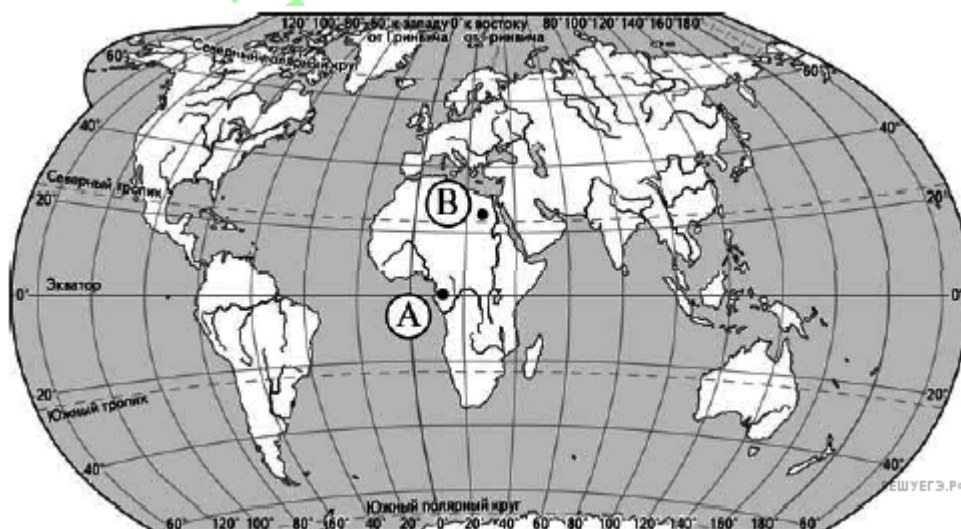 120° 100° 80° 60° к западу 0° к востоку 80° 100° 120° 140° 160° 180°
от Гринвича от Гринвича
60° Северный полярный круг 60°
40° 40°
Северный тропик
20° 20°
B
Экватор
0° 0°
A
20° 20°
Южный тропик
40° 40°
РЕШУЕГЭ.РФ
Южный полярный круг
60° 120° 100° 80° 60° 40° 20° 0° 20° 40° 60° 80° 100° 120° 140° 160° 180° 60°